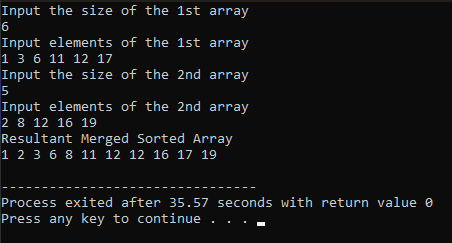 Input the size of the 1st array
6
Input elements of the 1st array
1 3 6 11 12 17
Input the size of the 2nd array
5
Input elements of the 2nd array
2 8 12 16 19
Resultant Merged Sorted Array
1 2 3 6 8 11 12 12 16 17 19
--------------------------------
Process exited after 35.57 seconds with return value 0
Press any key to continue . . .